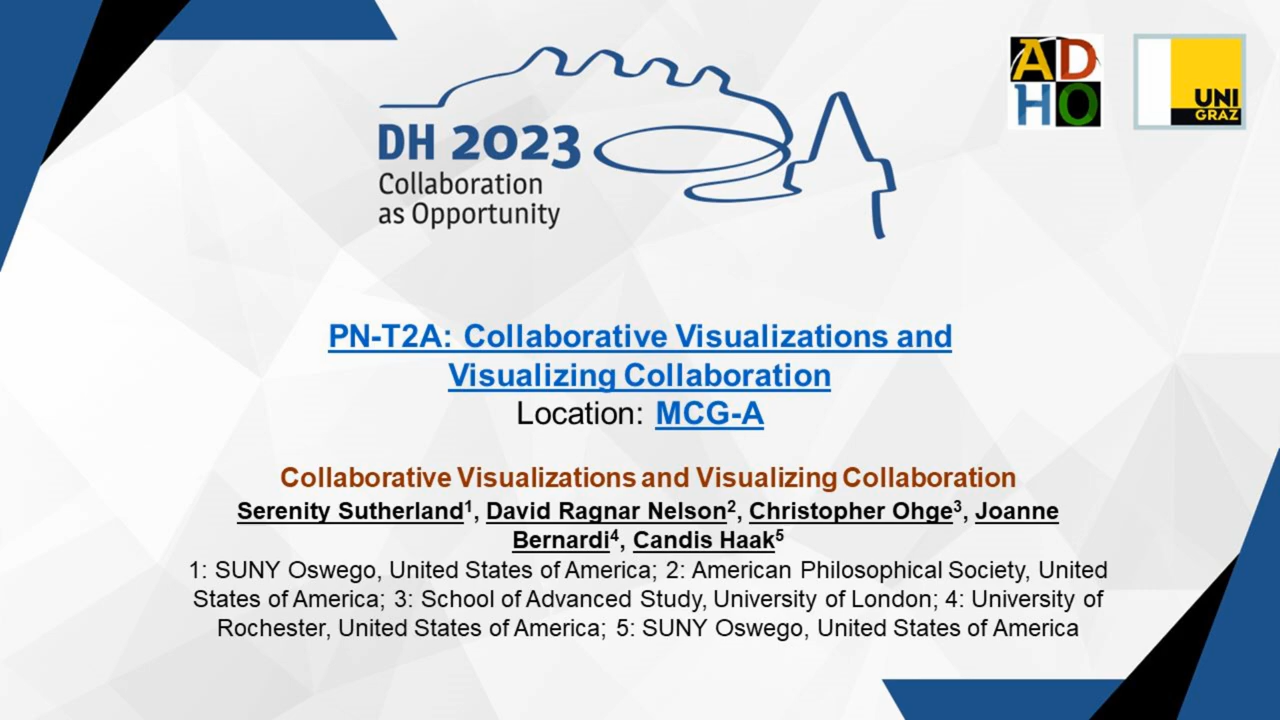 AD
HO
UNI
GRAZ
DH 2023
Collaboration
as Opportunity
PN-T2A: Collaborative Visualizations and
Visualizing Collaboration
Location: MCG-A
Collaborative Visualizations and Visualizing Collaboration
Serenity Sutherland¹, David Ragnar Nelson², Christopher Ohge³, Joanne
Bernardi⁴, Candis Haak⁵
1: SUNY Oswego, United States of America; 2: American Philosophical Society, United
States of America; 3: School of Advanced Study, University of London; 4: University of
Rochester, United States of America; 5: SUNY Oswego, United States of America